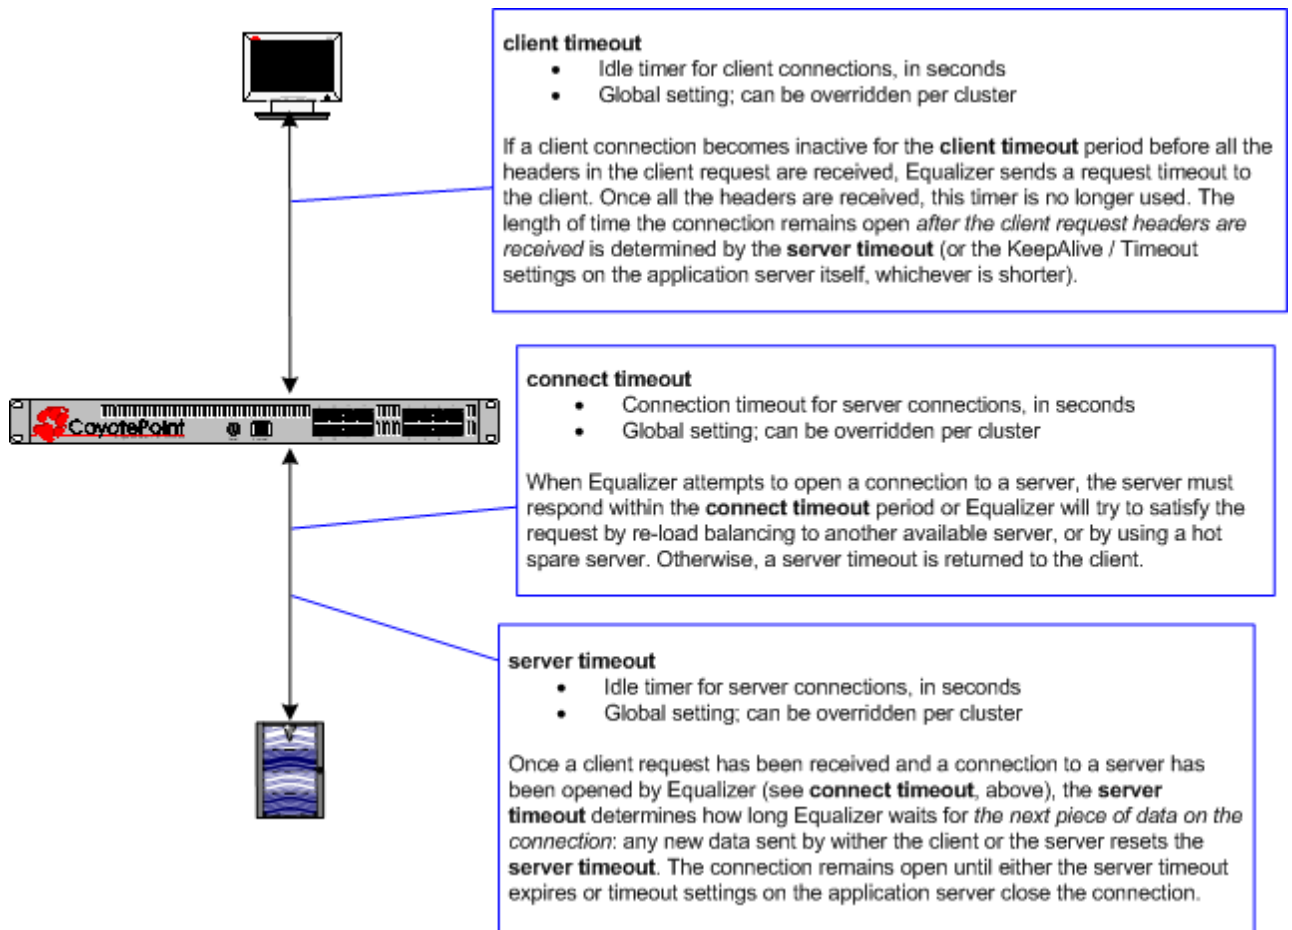 client timeout
• Idle timer for client connections, in seconds
• Global setting; can be overridden per cluster
If a client connection becomes inactive for the client timeout period before all the
headers in the client request are received, Equalizer sends a request timeout to
the client. Once all the headers are received, this timer is no longer used. The
length of time the connection remains open after the client request headers are
received is determined by the server timeout (or the KeepAlive / Timeout
settings on the application server itself, whichever is shorter).
CoyotePoint
connect timeout
• Connection timeout for server connections, in seconds
• Global setting; can be overridden per cluster
When Equalizer attempts to open a connection to a server, the server must
respond within the connect timeout period or Equalizer will try to satisfy the
request by re-load balancing to another available server, or by using a hot
spare server. Otherwise, a server timeout is returned to the client.
server timeout
• Idle timer for server connections, in seconds
• Global setting; can be overridden per cluster
Once a client request has been received and a connection to a server has
been opened by Equalizer (see connect timeout, above), the server
timeout determines how long Equalizer waits for the next piece of data on the
connection: any new data sent by wither the client or the server resets the
server timeout. The connection remains open until either the server timeout
expires or timeout settings on the application server close the connection.